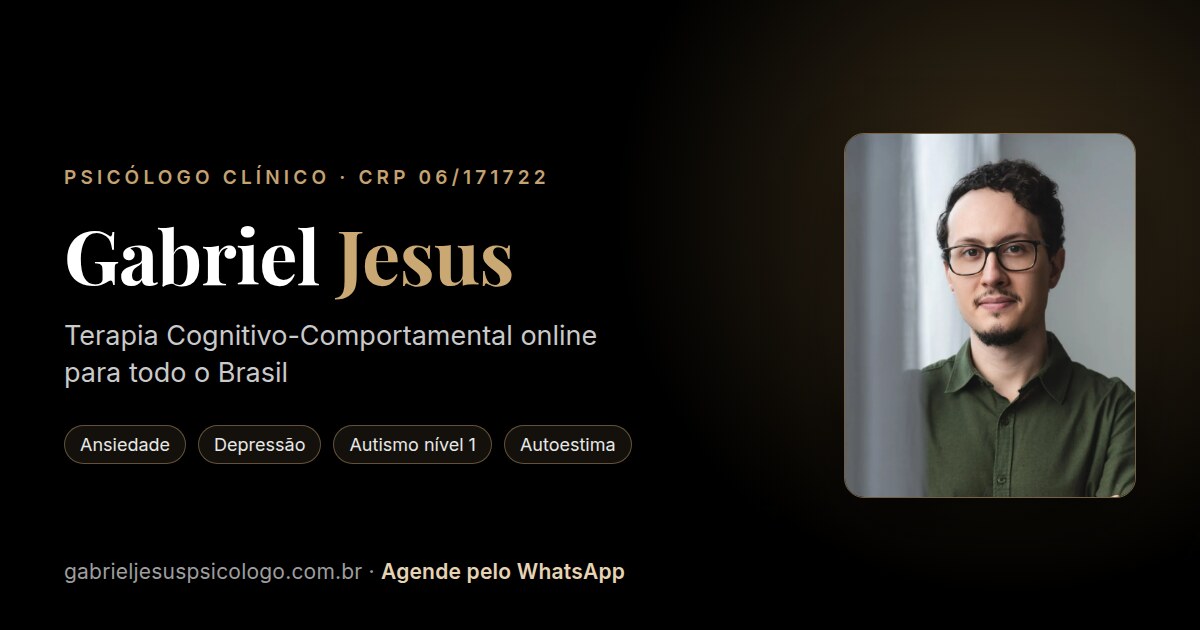 PSICÓLOGO CLÍNICO · CRP 06/171722
Gabriel Jesus
Terapia Cognitivo-Comportamental online
para todo o Brasil
Ansiedade Depressão Autismo nível 1 Autoestima
gabrieljesuspsicologo.com.br · Agende pelo WhatsApp